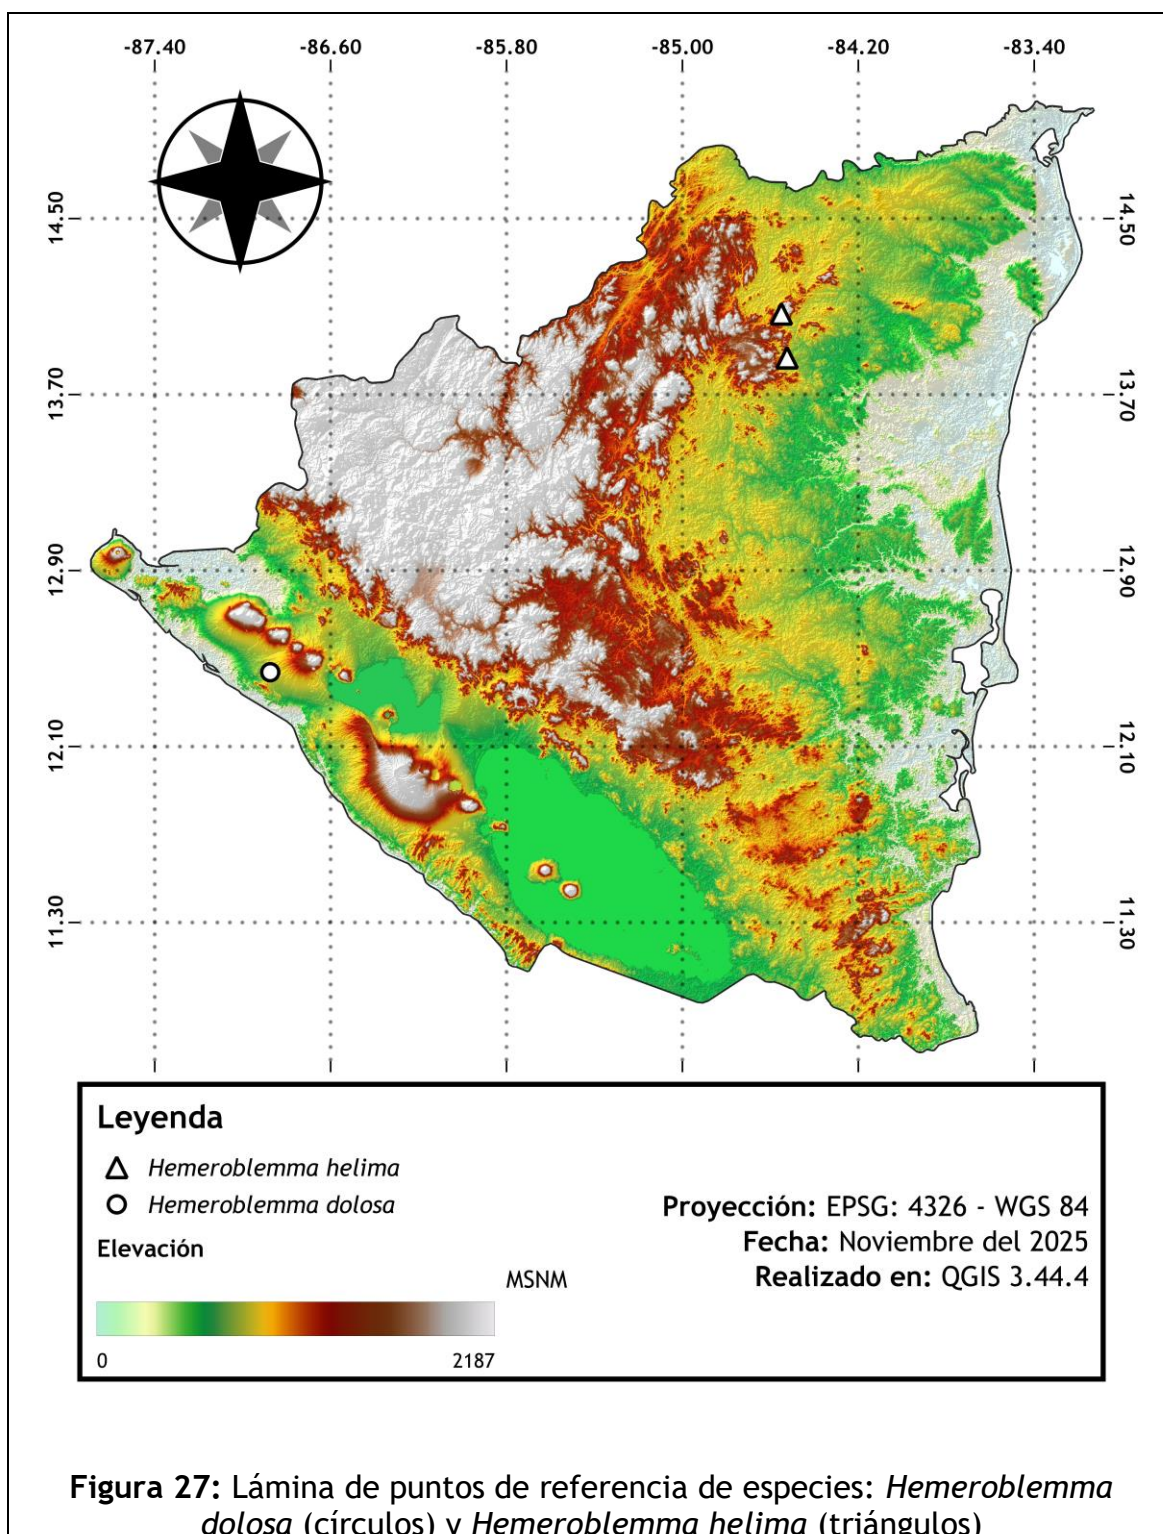 -87.40 -86.60 -85.80 -85.00 -84.20 -83.40
14.50 14.50
13.70 13.70
12.90 12.90
12.10 12.10
11.30 11.30
Leyenda
Hemeroblemma helima
Hemeroblemma dolosa
Elevación
MSNM
0 2187
Proyección: EPSG: 4326 - WGS 84
Fecha: Noviembre del 2025
Realizado en: QGIS 3.44.4
Figura 27: Lámina de puntos de referencia de especies: Hemeroblemma
dolosa (círculos) y Hemeroblemma helima (triángulos)